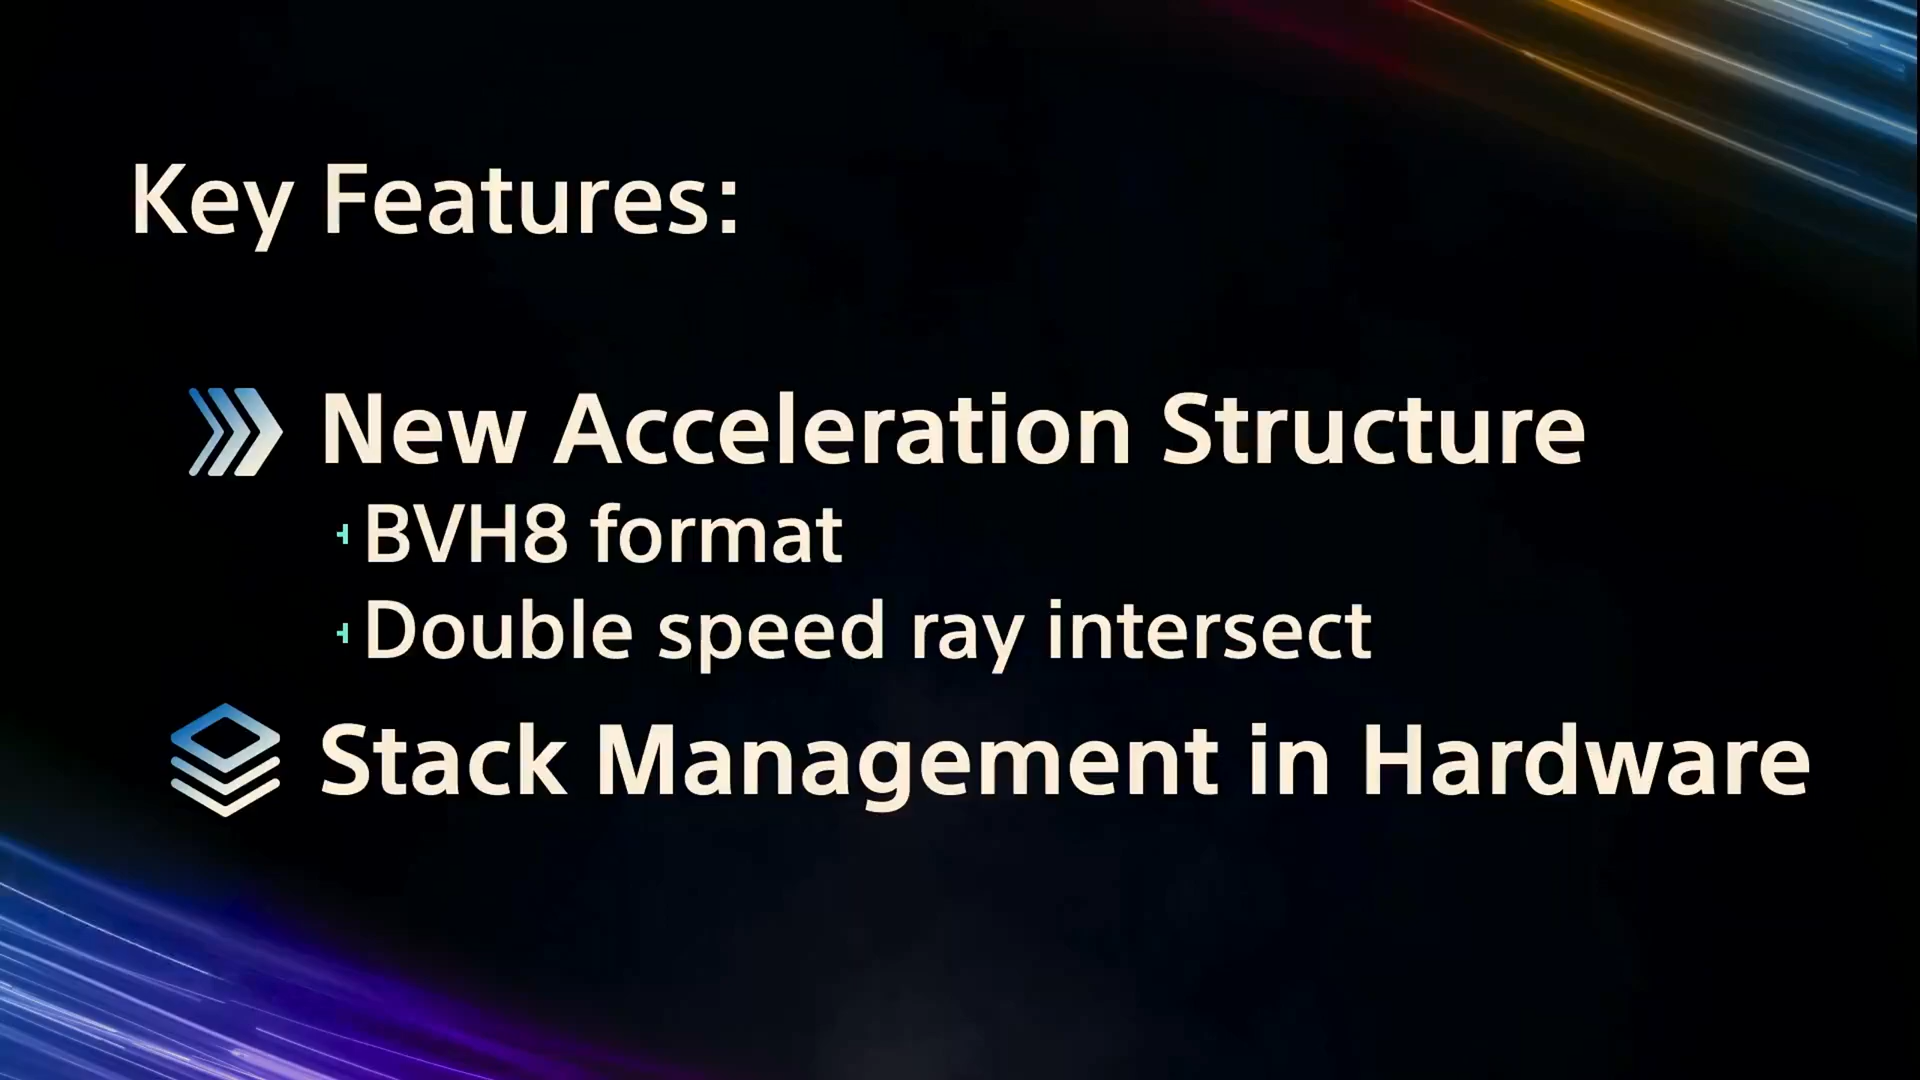 Key Features:
New Acceleration Structure
BVH8 format
Double speed ray intersect
Stack Management in Hardware